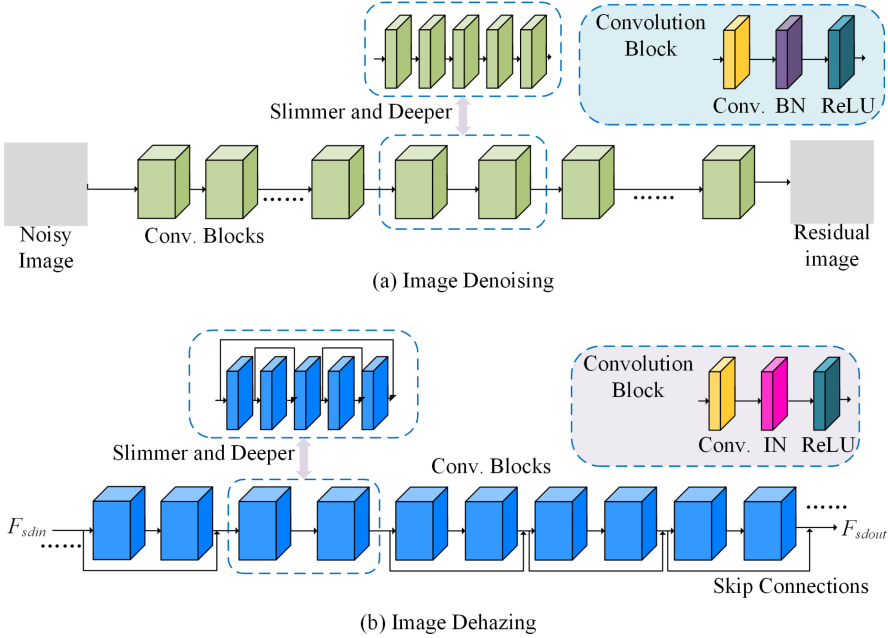 Convolution
Block
Conv. BN ReLU
Slimmer and Deeper
......
......
Noisy
Image
Conv. Blocks
Residual
image
(a) Image Denoising
Convolution
Block
Conv. IN ReLU
Slimmer and Deeper
Conv. Blocks
......
F_sdin
......
F_sdout
Skip Connections
(b) Image Dehazing